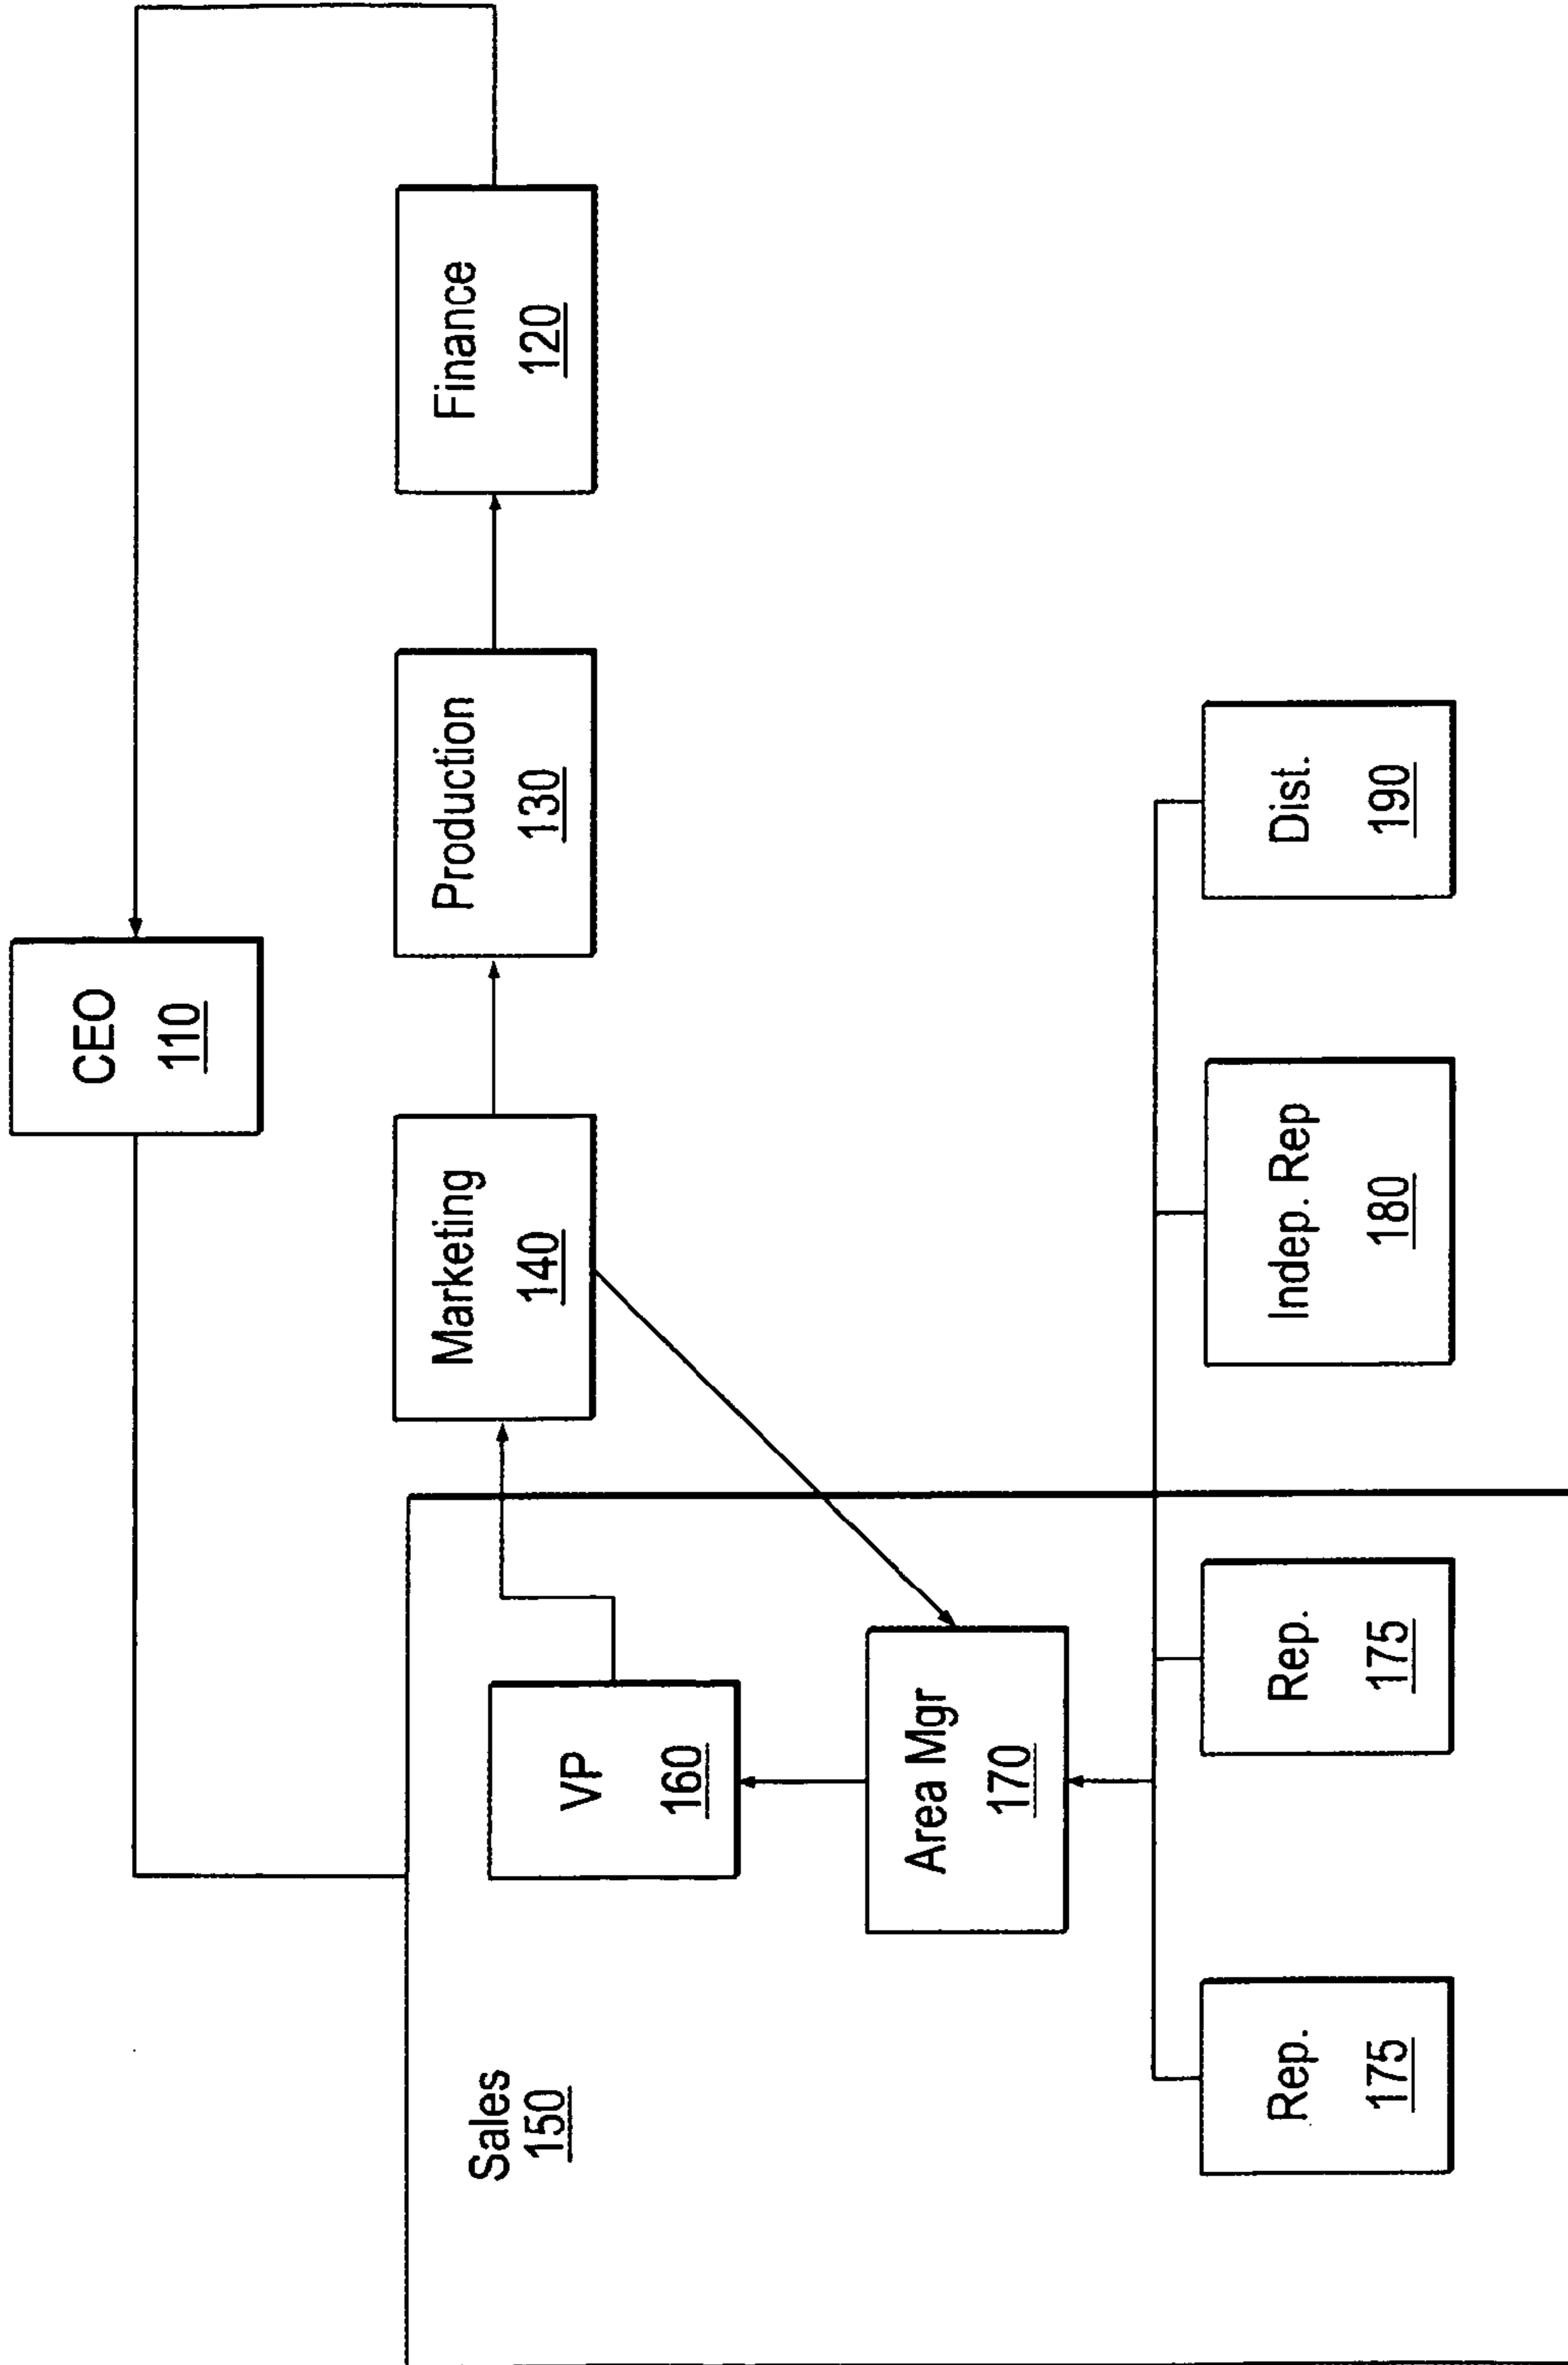 CEO
110
Sales
150
VP
160
Marketing
140
Production
130
Finance
120
Area Mgr
170
Rep.
175
Rep.
175
Indep. Rep
180
Dist.
190